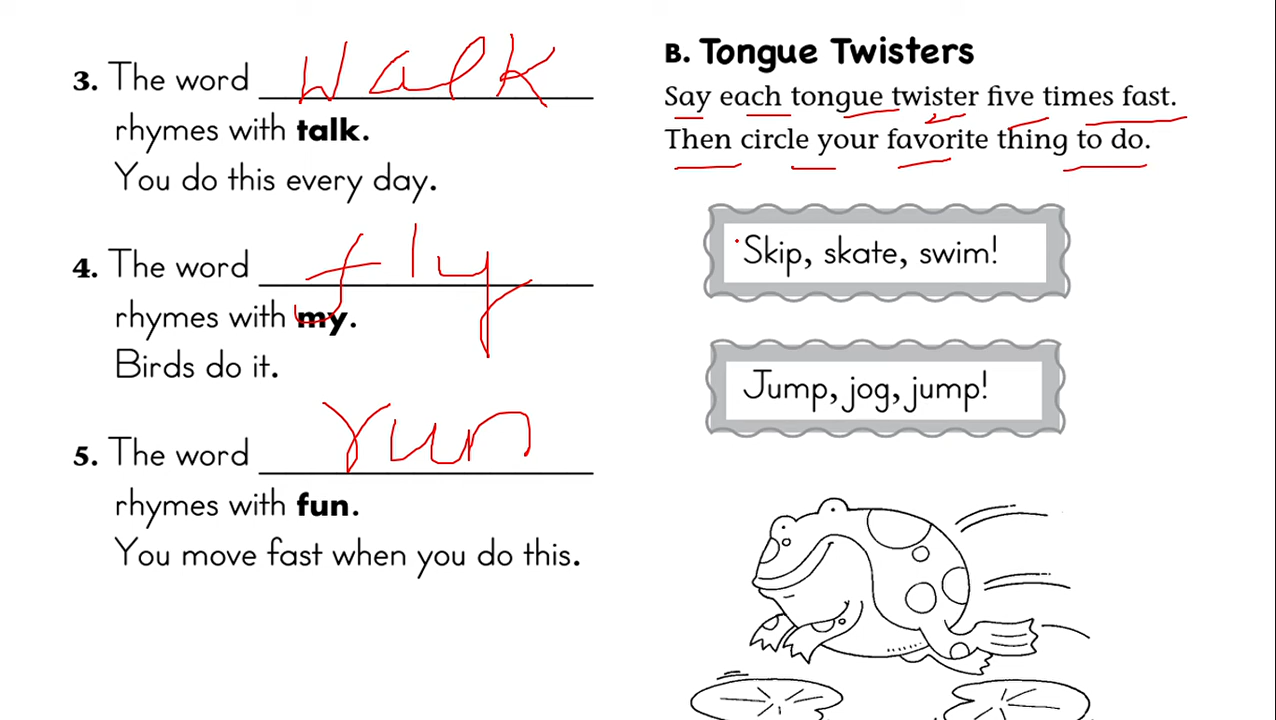 3. The word walk
rhymes with talk.
You do this every day.
4. The word fly
rhymes with my.
Birds do it.
5. The word run
rhymes with fun.
You move fast when you do this.
B. Tongue Twisters
Say each tongue twister five times fast.
Then circle your favorite thing to do.
Skip, skate, swim!
Jump, jog, jump!